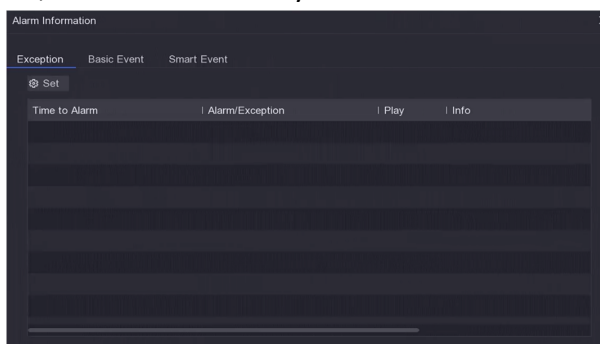 Alarm Information
Exception Basic Event Smart Event
Set
Time to Alarm Alarm/Exception Play Info